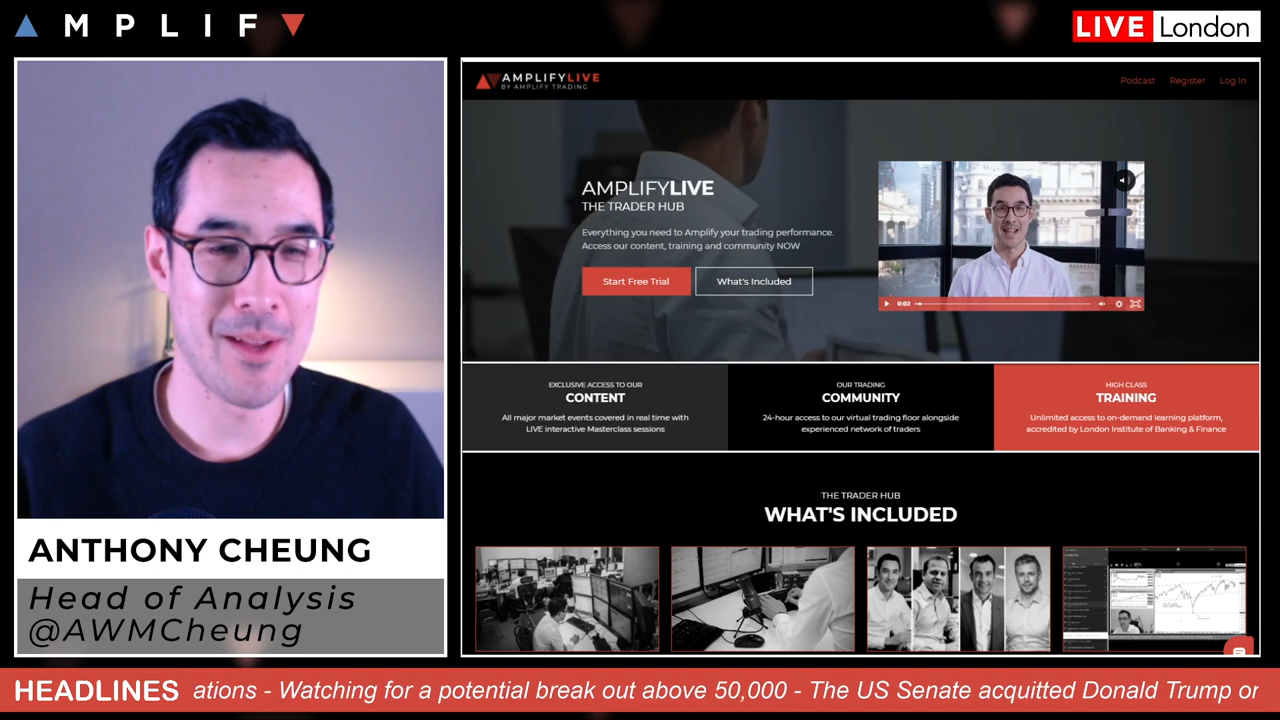 AMPLIFY
LIVE London
AMPLIFYLIVE
BY AMPLIFY TRADING
Podcast Register Log In
AMPLIFYLIVE
THE TRADER HUB
Everything you need to Amplify your trading performance.
Access our content, training and community NOW
Start Free Trial What's Included
0:02
EXCLUSIVE ACCESS TO OUR
CONTENT
All major market events covered in real time with
LIVE interactive Masterclass sessions
OUR TRADING
COMMUNITY
24-hour access to our virtual trading floor alongside
experienced network of traders
HIGH CLASS
TRAINING
Unlimited access to on-demand learning platform,
accredited by London Institute of Banking & Finance
THE TRADER HUB
WHAT'S INCLUDED
ANTHONY CHEUNG
Head of Analysis
@AWMCheung
HEADLINES ations - Watching for a potential break out above 50,000 - The US Senate acquitted Donald Trump or